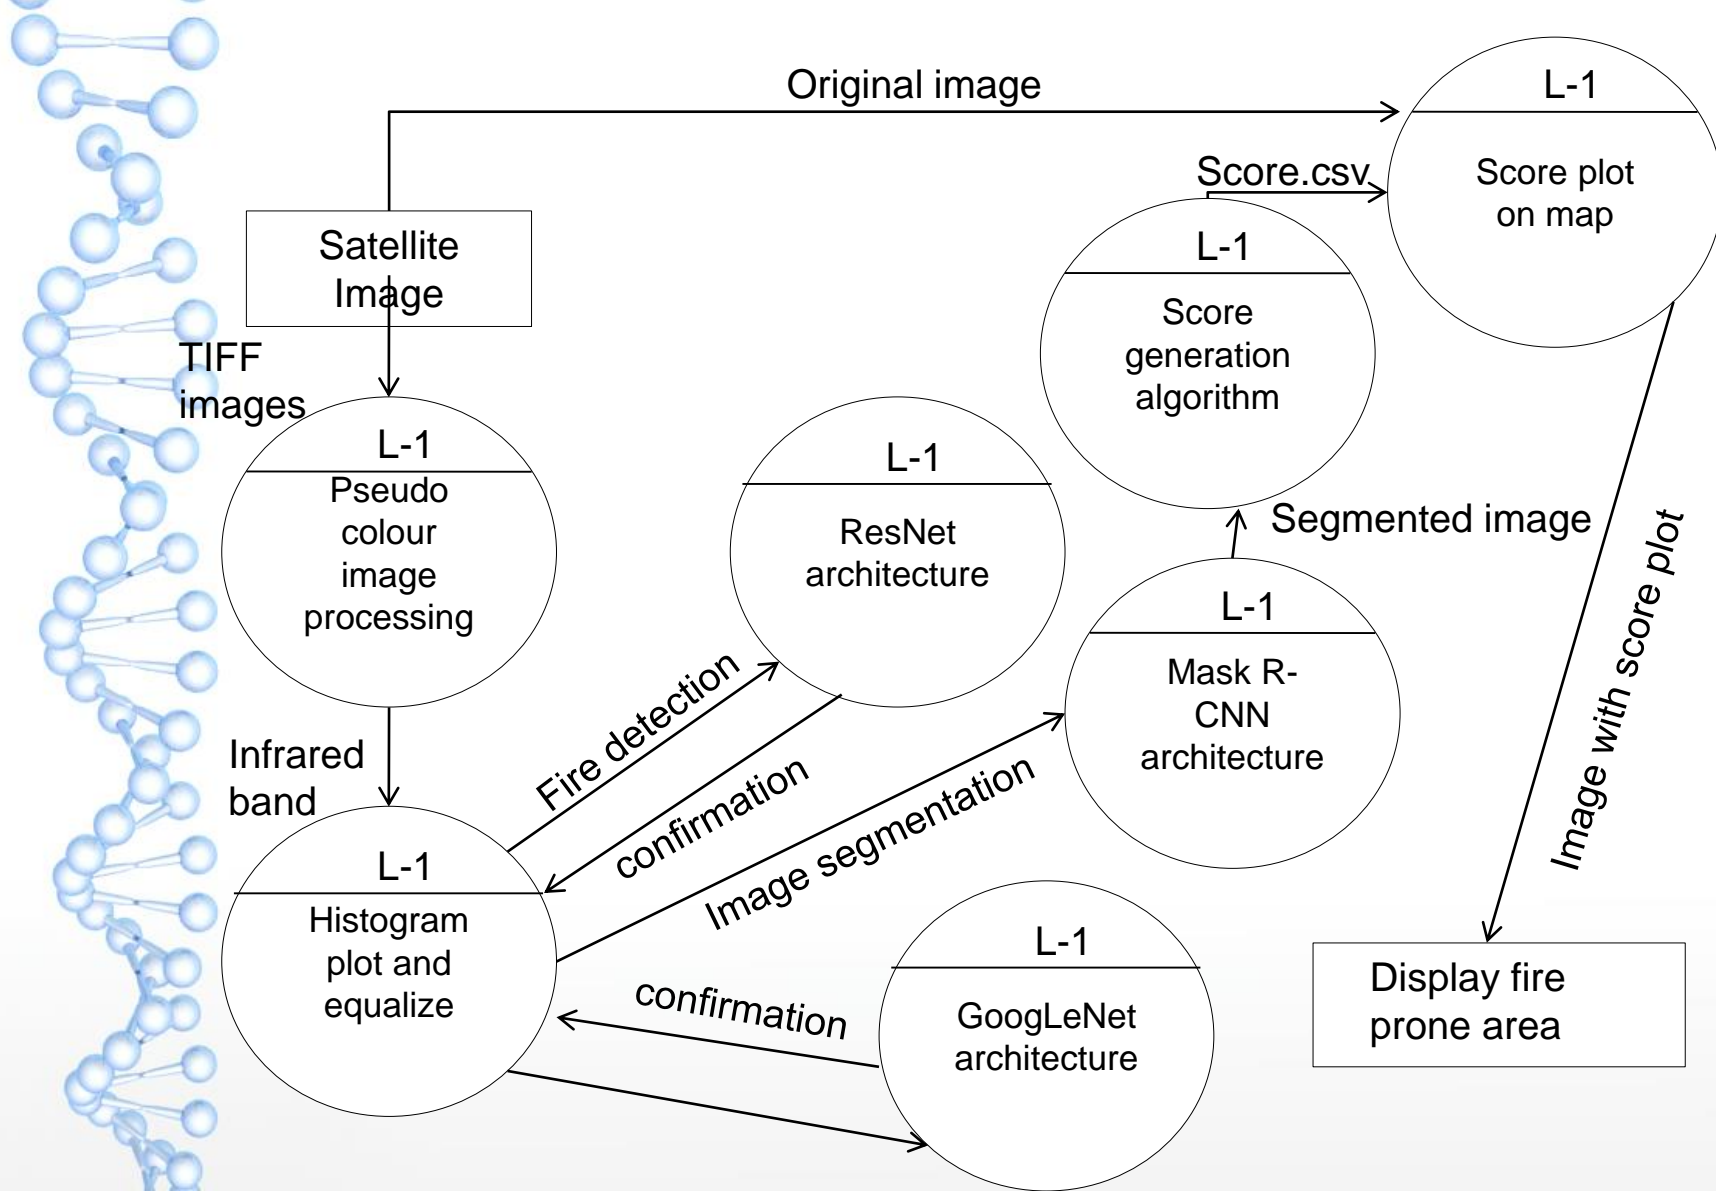 Original image
L-1
Score plot
on map
Score.csv
Satellite
Image
L-1
Score
generation
algorithm
TIFF
images
L-1
Pseudo
colour
image
processing
L-1
ResNet
architecture
Segmented image
L-1
Mask R-
CNN
architecture
Image with score plot
Infrared
band
Fire detection
confirmation
Image segmentation
L-1
Histogram
plot and
equalize
confirmation
L-1
GoogLeNet
architecture
Display fire
prone area